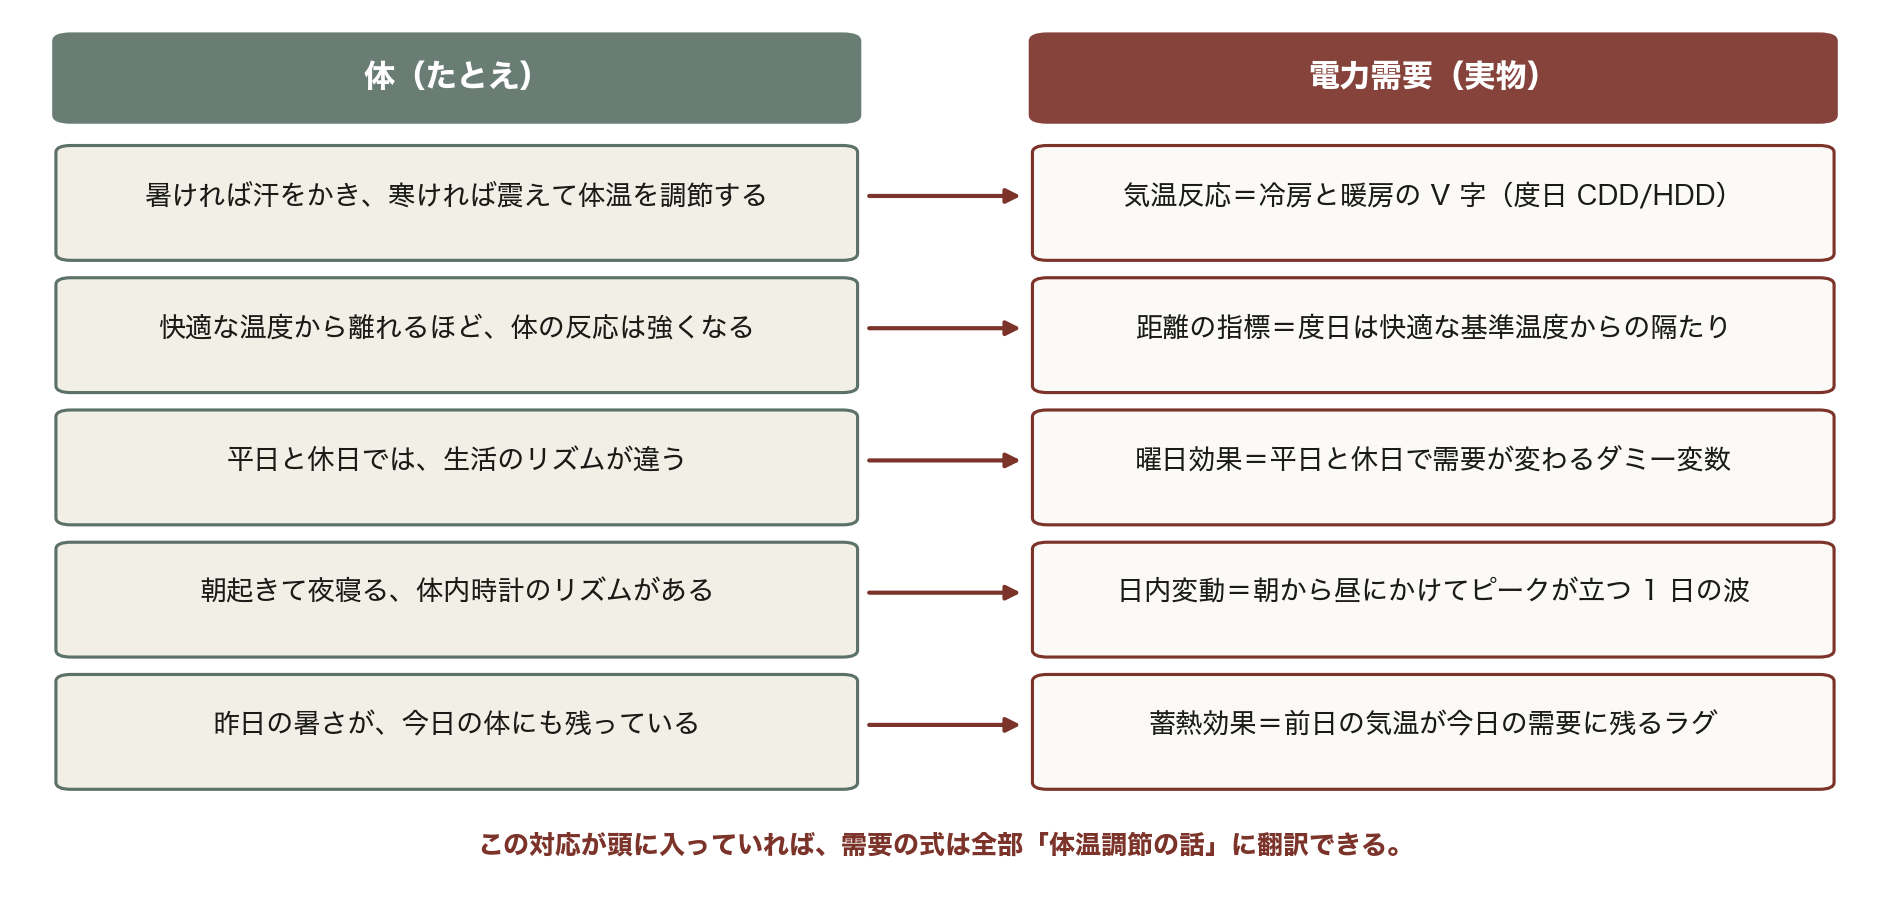 体（たとえ）
電力需要（実物）
暑ければ汗をかき、寒ければ震えて体温を調節する
気温反応＝冷房と暖房の V 字（度日 CDD/HDD）
快適な温度から離れるほど、体の反応は強くなる
距離の指標＝度日は快適な基準温度からの隔たり
平日と休日では、生活のリズムが違う
曜日効果＝平日と休日で需要が変わるダミー変数
朝起きて夜寝る、体内時計のリズムがある
日内変動＝朝から昼にかけてピークが立つ 1 日の波
昨日の暑さが、今日の体にも残っている
蓄熱効果＝前日の気温が今日の需要に残るラグ
この対応が頭に入っていれば、需要の式は全部「体温調節の話」に翻訳できる。